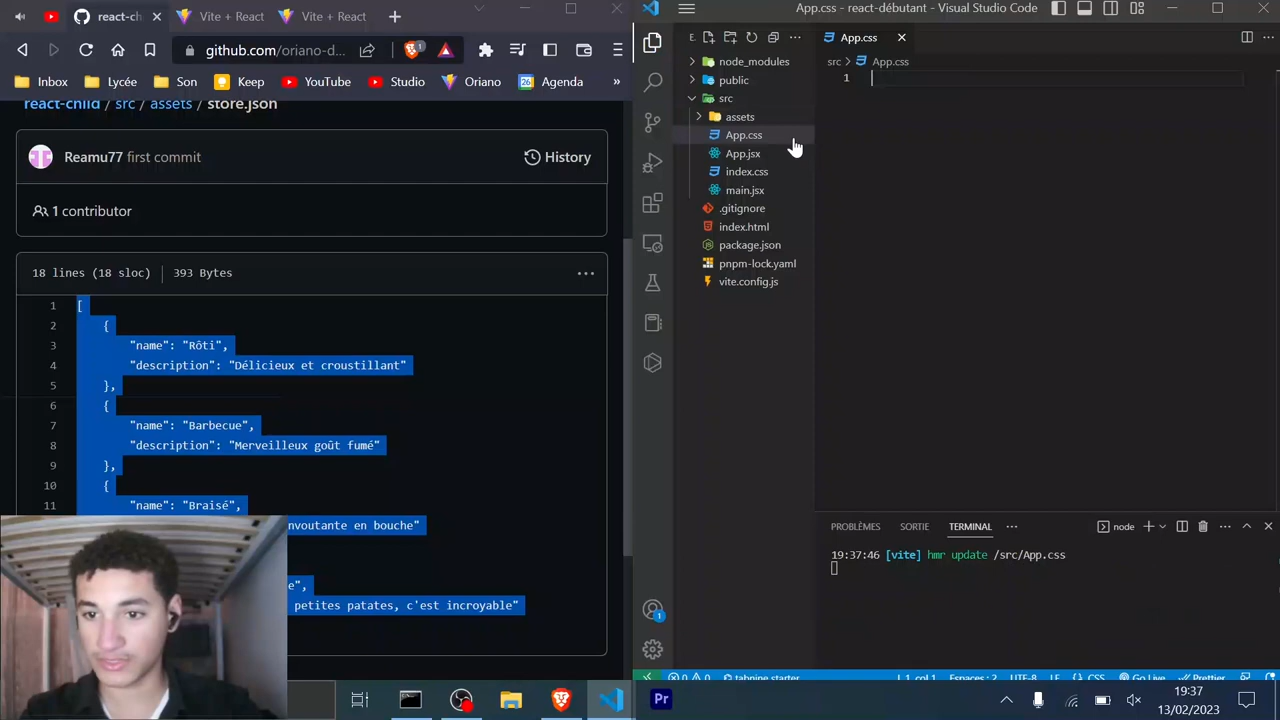 react-ch
Vite + React
Vite + React
github.com/oriano-d...
1
Inbox
Lycée
Son
Keep
YouTube
Studio
Oriano
26
Agenda
»
react-child / src / assets / store.json
Reamu77 first commit
History
1 contributor
18 lines (18 sloc)
393 Bytes
1 [
2 {
3 "name": "Rôti",
4 "description": "Délicieux et croustillant"
5 },
6 {
7 "name": "Barbecue",
8 "description": "Merveilleux goût fumé"
9 },
10 {
11 "name": "Braisé",
nvoutante en bouche"
e",
petites patates, c'est incroyable"
App.css - react-débutant - Visual Studio Code
E.
node_modules
public
src
assets
App.css
App.jsx
index.css
main.jsx
.gitignore
index.html
package.json
pnpm-lock.yaml
vite.config.js
App.css
src > App.css
1
PROBLÈMES
SORTIE
TERMINAL
node
19:37:46 [vite] hmr update /src/App.css
1
0 0
tabnine starter
L 1, col 1
Espaces : 2
UTF-8
LF
CSS
Go Live
Prettier
Pr
19:37
13/02/2023